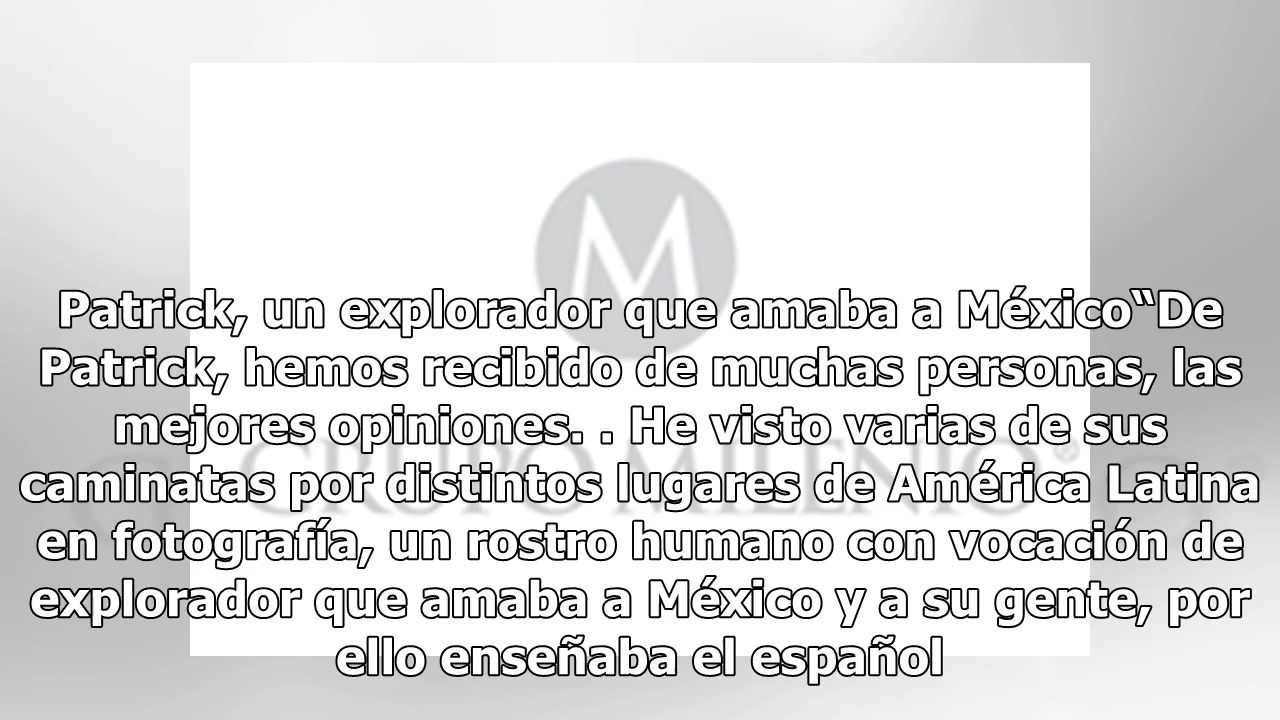 M
Patrick, un explorador que amaba a México“De
Patrick, hemos recibido de muchas personas, las
mejores opiniones. . He visto varias de sus
GRUPO MILENIO®
caminatas por distintos lugares de América Latina
en fotografía, un rostro humano con vocación de
explorador que amaba a México y a su gente, por
ello enseñaba el español